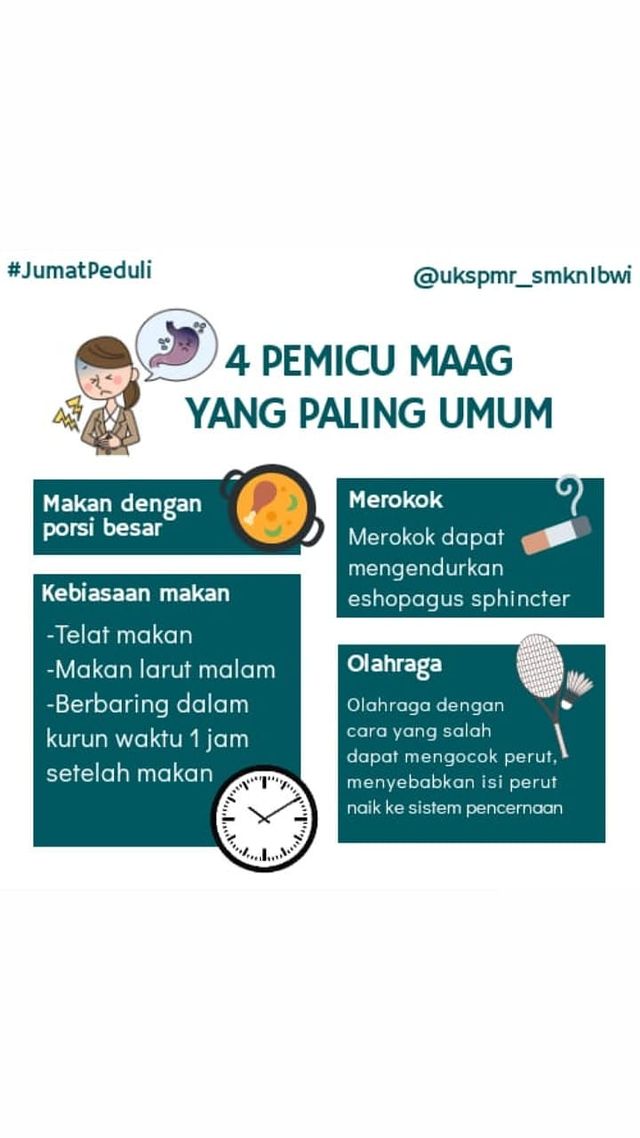 #JumatPeduli
@ukspmr_smkn1bwi
4 PEMICU MAAG
YANG PALING UMUM
Makan dengan
porsi besar
Kebiasaan makan
-Telat makan
-Makan larut malam
-Berbaring dalam
kurun waktu 1 jam
setelah makan
Merokok
Merokok dapat
mengendurkan
eshopagus sphincter
Olahraga
Olahraga dengan
cara yang salah
dapat mengocok perut,
menyebabkan isi perut
naik ke sistem pencernaan